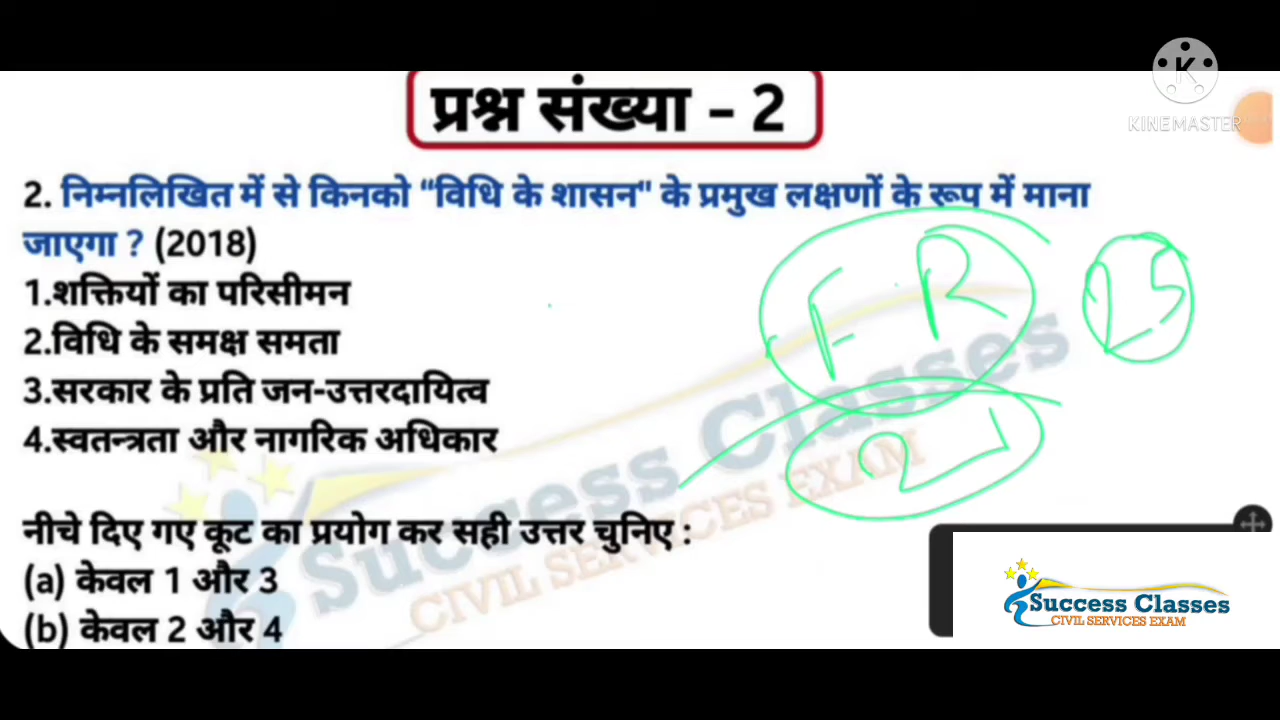 KINEMASTER
प्रश्न संख्या – 2
2. निम्नलिखित में से किनको “विधि के शासन" के प्रमुख लक्षणों के रूप में माना
जाएगा ? (2018)
1.शक्तियों का परिसीमन
2.विधि के समक्ष समता
3.सरकार के प्रति जन-उत्तरदायित्व
4.स्वतन्त्रता और नागरिक अधिकार
F R
21
नीचे दिए गए कूट का प्रयोग कर सही उत्तर चुनिए :
(a) केवल 1 और 3
(b) केवल 2 और 4
Success Classes
CIVIL SERVICES EXAM
Success Classes
CIVIL SERVICES EXAM